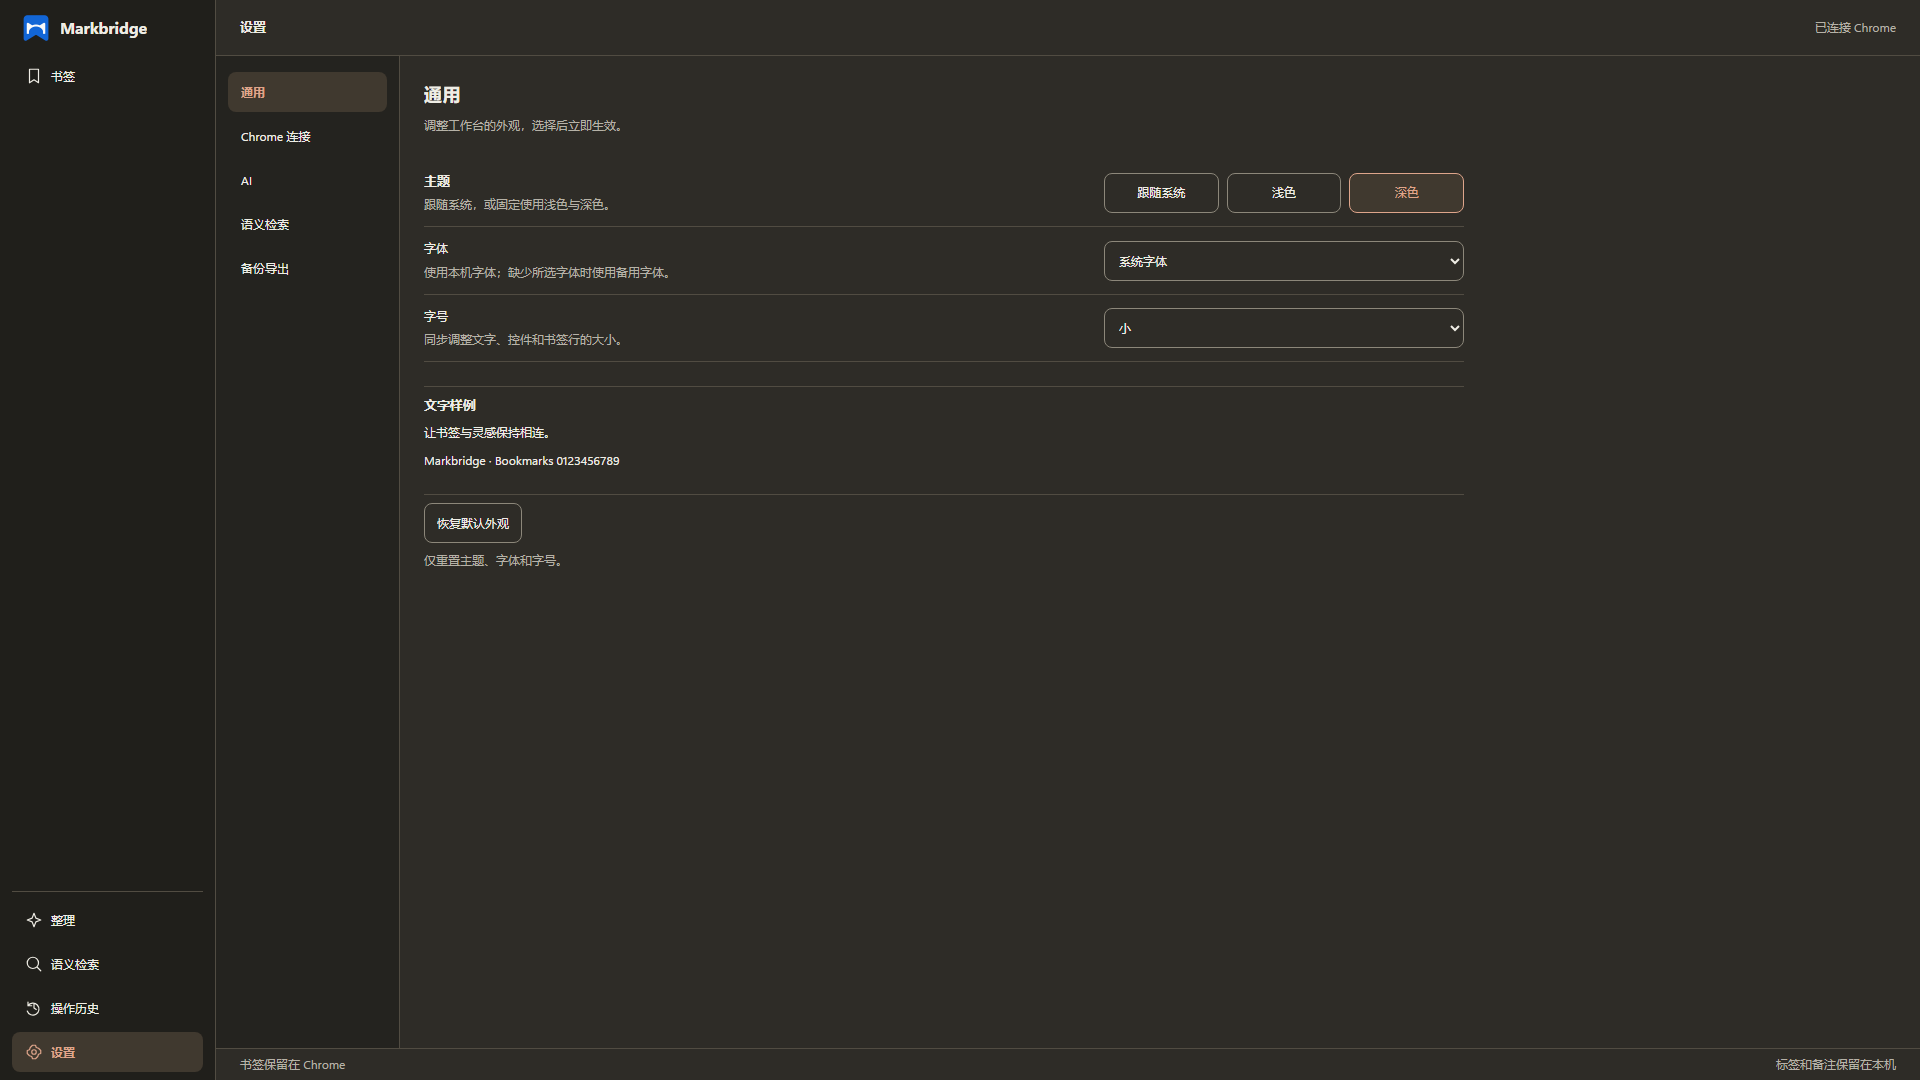 Markbridge
书签
整理
语义检索
操作历史
设置
设置
已连接 Chrome
通用
Chrome 连接
AI
语义检索
备份导出
通用
调整工作台的外观，选择后立即生效。
主题
跟随系统，或固定使用浅色与深色。
跟随系统
浅色
深色
字体
使用本机字体；缺少所选字体时使用备用字体。
系统字体
字号
同步调整文字、控件和书签行的大小。
小
文字样例
让书签与灵感保持相连。
Markbridge · Bookmarks 0123456789
恢复默认外观
仅重置主题、字体和字号。
书签保留在 Chrome
标签和备注保留在本机